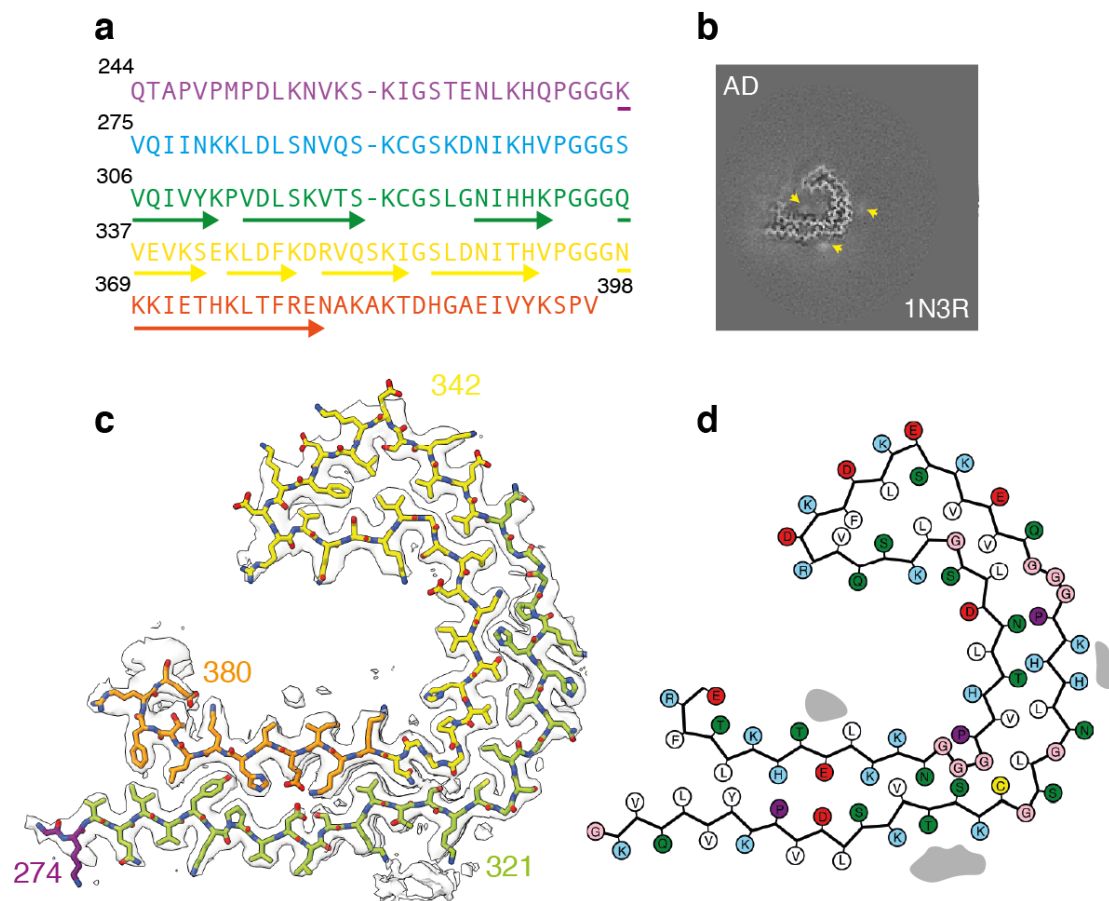 a
244
QTAPVPMPDLKNVKS-KIGSTENLKHQPGGGK
275
VQIINKKLDLSNVQS-KCGSKDNIKHVPGGGS
306
VQIVYKPVDLSKVTS-KCGSLGNIHHKPGGGQ
337
VEVKSEKLDFKDRVQSKIGSLDNITHVPGGGN
369
398
KKIETHKLTFRENAKAKTDHGAEIVYKSPV
b
AD
1N3R
c
342
380
274
321
d
G K V Q L V Y K P V D L S K V T S K C G S L G N L H H K P G G G Q
V E V K S E K L D F K D R V Q S K L G S L D N L T H V P G G G N
K K L E T H K L T F R E